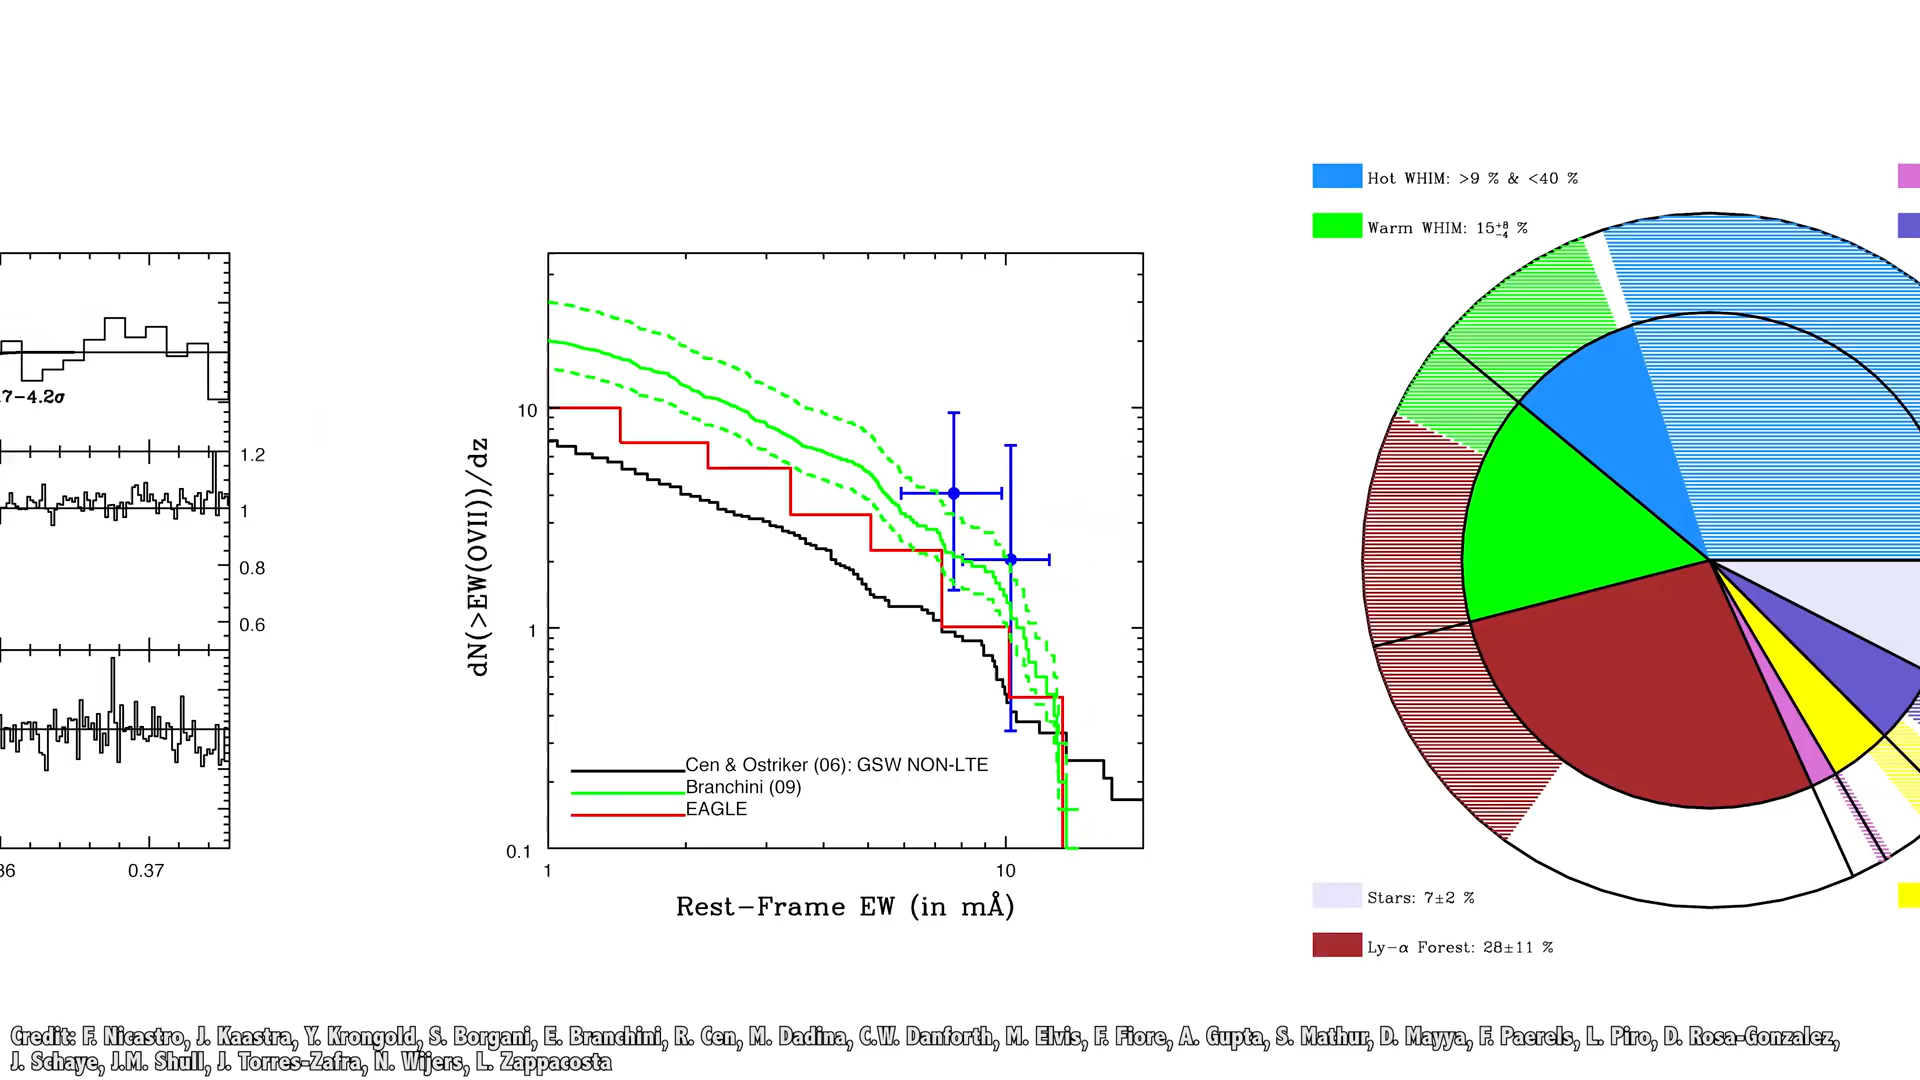 .7−4.2σ
1.2
1
0.8
0.6
36
0.37
dN(>EW(OVII))/dz
10
1
0.1
Cen & Ostriker (06): GSW NON-LTE
Branchini (09)
EAGLE
1
10
Rest−Frame EW (in mÅ)
Hot WHIM: >9 % & <40 %
Warm WHIM: 15+8−4 %
Stars: 7±2 %
Ly−α Forest: 28±11 %
Credit: F. Nicastro, J. Kaastra, Y. Krongold, S. Borgani, E. Branchini, R. Cen, M. Dadina, C.W. Danforth, M. Elvis, F. Fiore, A. Gupta, S. Mathur, D. Mayya, F. Paerels, L. Piro, D. Rosa-Gonzalez,
J. Schaye, J.M. Shull, J. Torres-Zafra, N. Wijers, L. Zappacosta